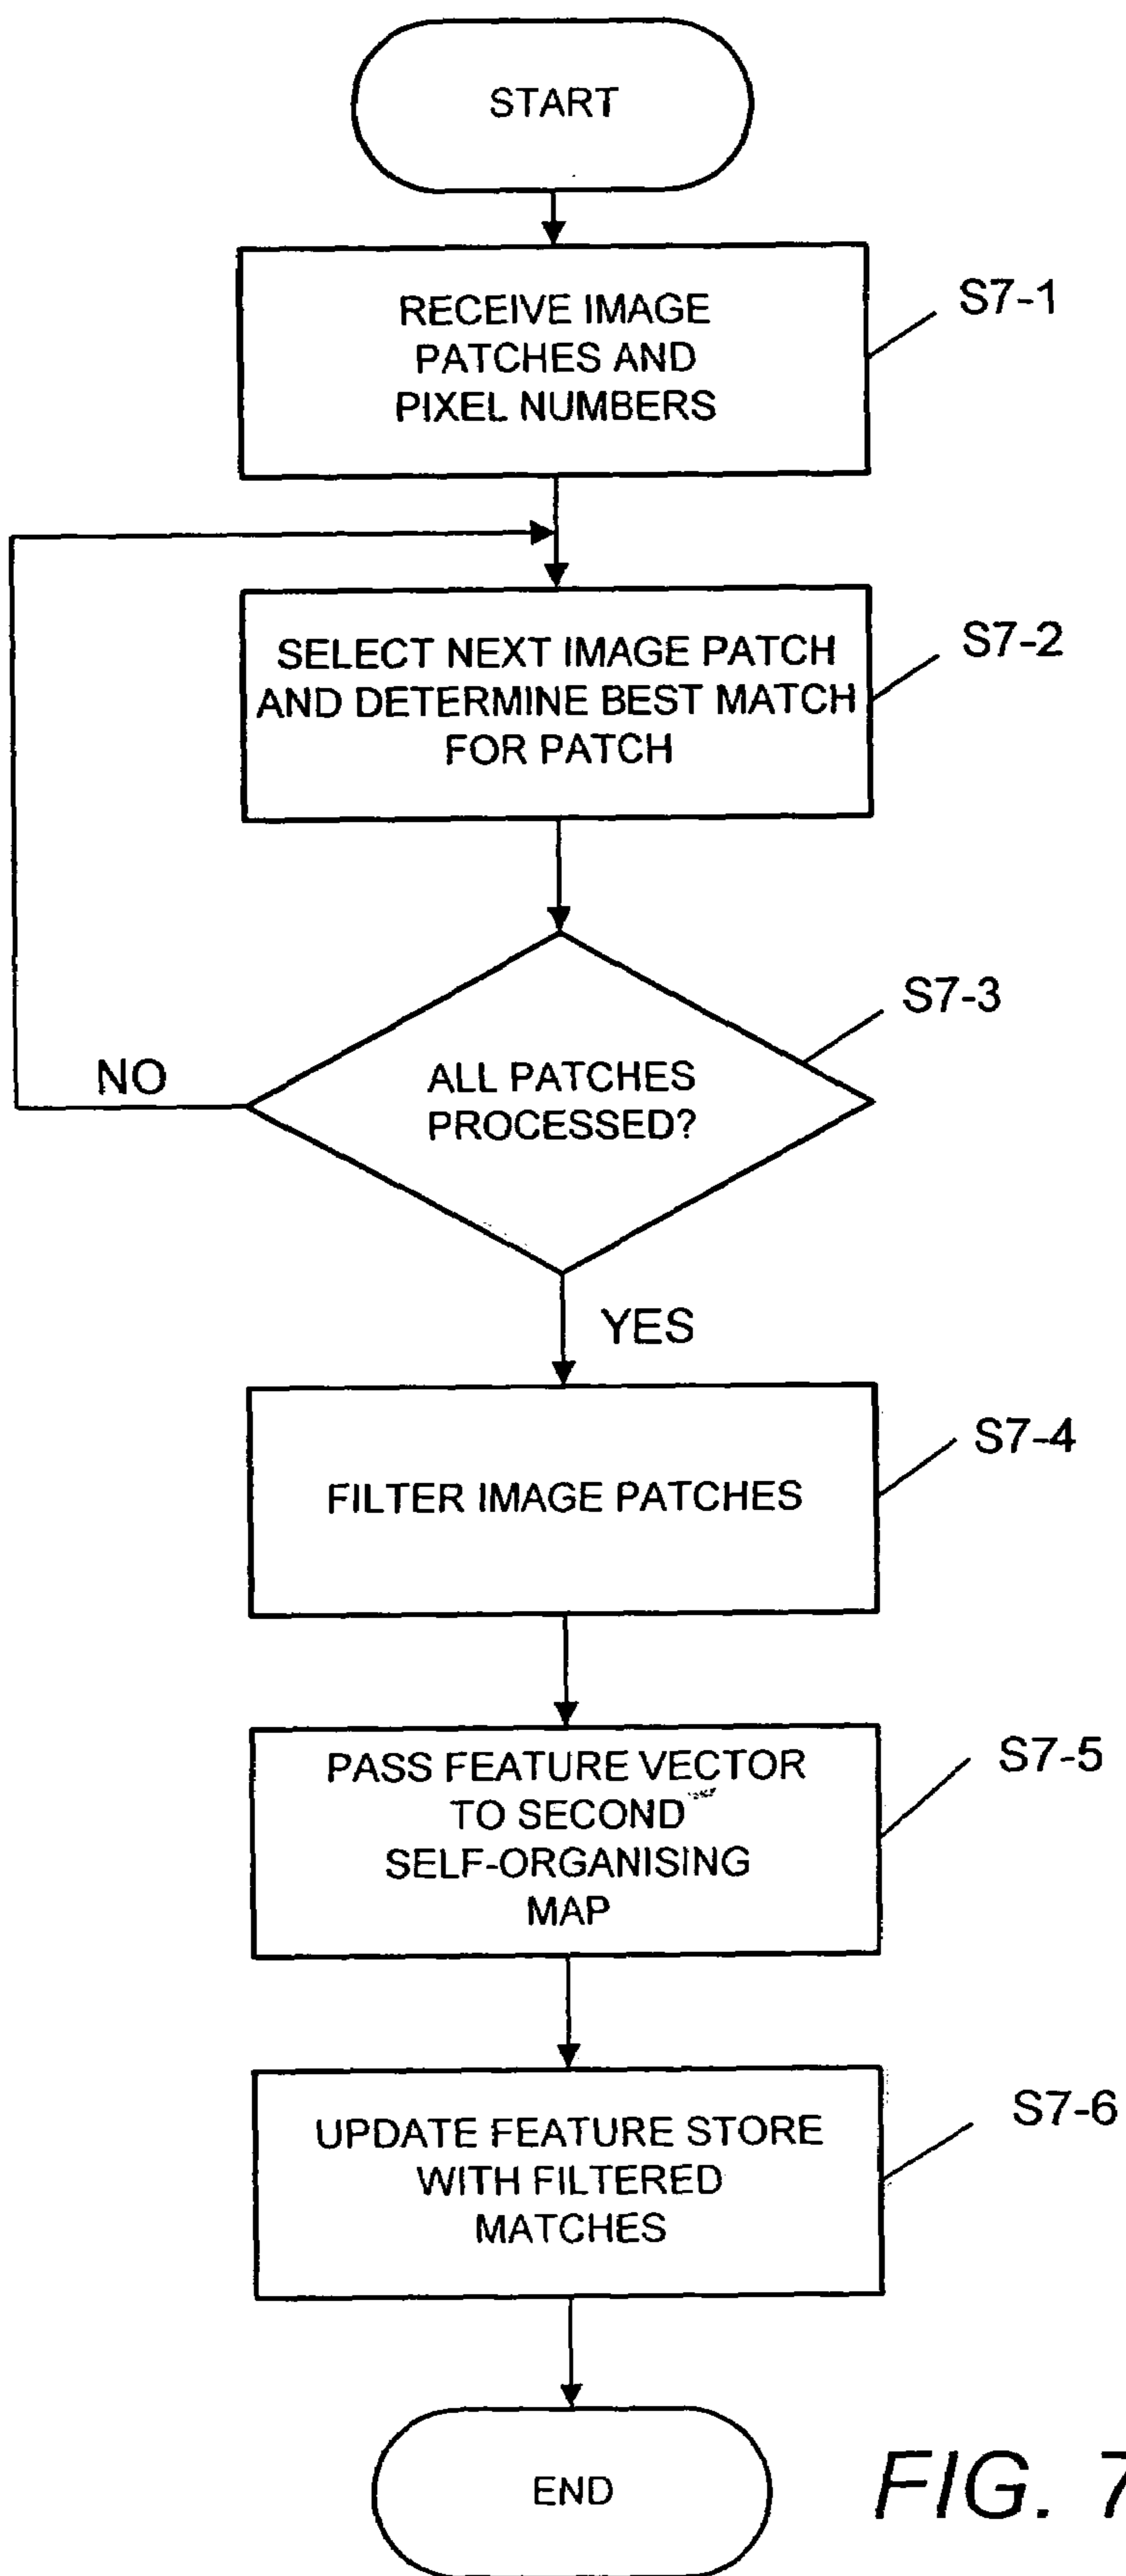 START
RECEIVE IMAGE
PATCHES AND
PIXEL NUMBERS
S7-1
SELECT NEXT IMAGE PATCH
AND DETERMINE BEST MATCH
FOR PATCH
S7-2
ALL PATCHES
PROCESSED?
S7-3
NO
YES
FILTER IMAGE PATCHES
S7-4
PASS FEATURE VECTOR
TO SECOND
SELF-ORGANISING
MAP
S7-5
UPDATE FEATURE STORE
WITH FILTERED
MATCHES
S7-6
END
FIG. 7